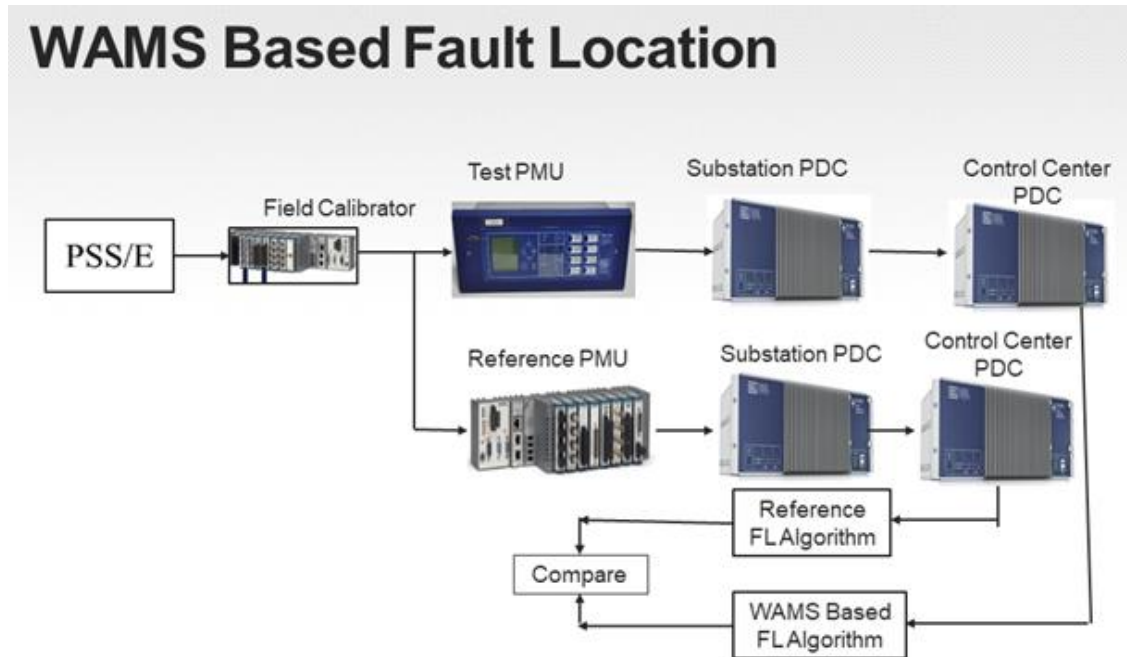 WAMS Based Fault Location
Test PMU
Substation PDC
Control Center
PDC
Field Calibrator
PSS/E
Reference PMU
Substation PDC
Control Center
PDC
Reference
FL Algorithm
Compare
WAMS Based
FL Algorithm